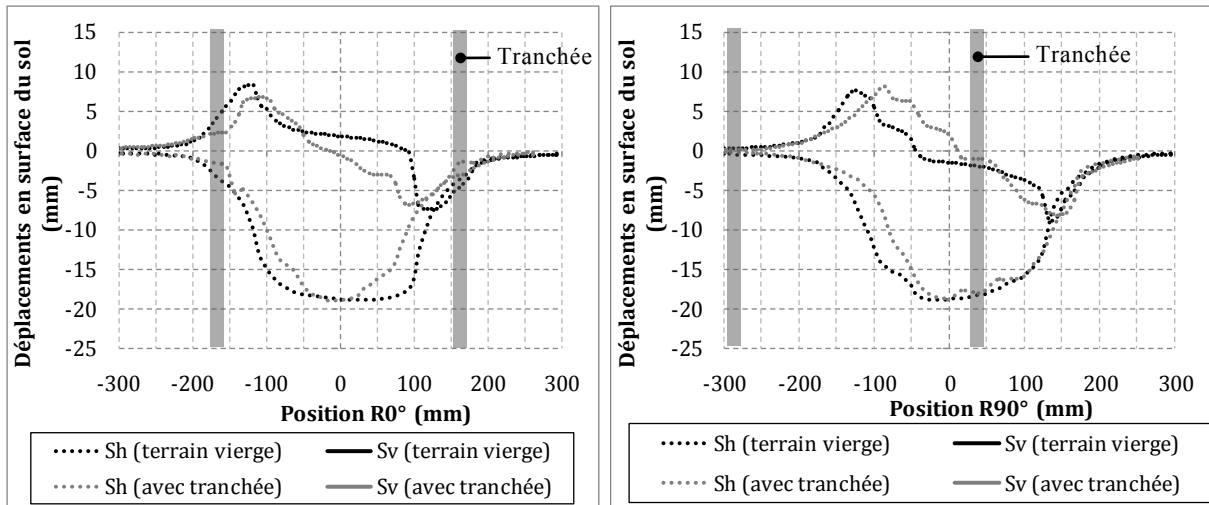 Déplacements en surface du sol
(mm)
15
10
5
0
-5
-10
-15
-20
-25
Tranchée
-300
-200
-100
0
100
200
300
Position R0° (mm)
Sh (terrain vierge)
Sv (terrain vierge)
Sh (avec tranchée)
Sv (avec tranchée)
Déplacements en surface du sol
(mm)
15
10
5
0
-5
-10
-15
-20
-25
Tranchée
-300
-200
-100
0
100
200
300
Position R90° (mm)
Sh (terrain vierge)
Sv (terrain vierge)
Sh (avec tranchée)
Sv (avec tranchée)